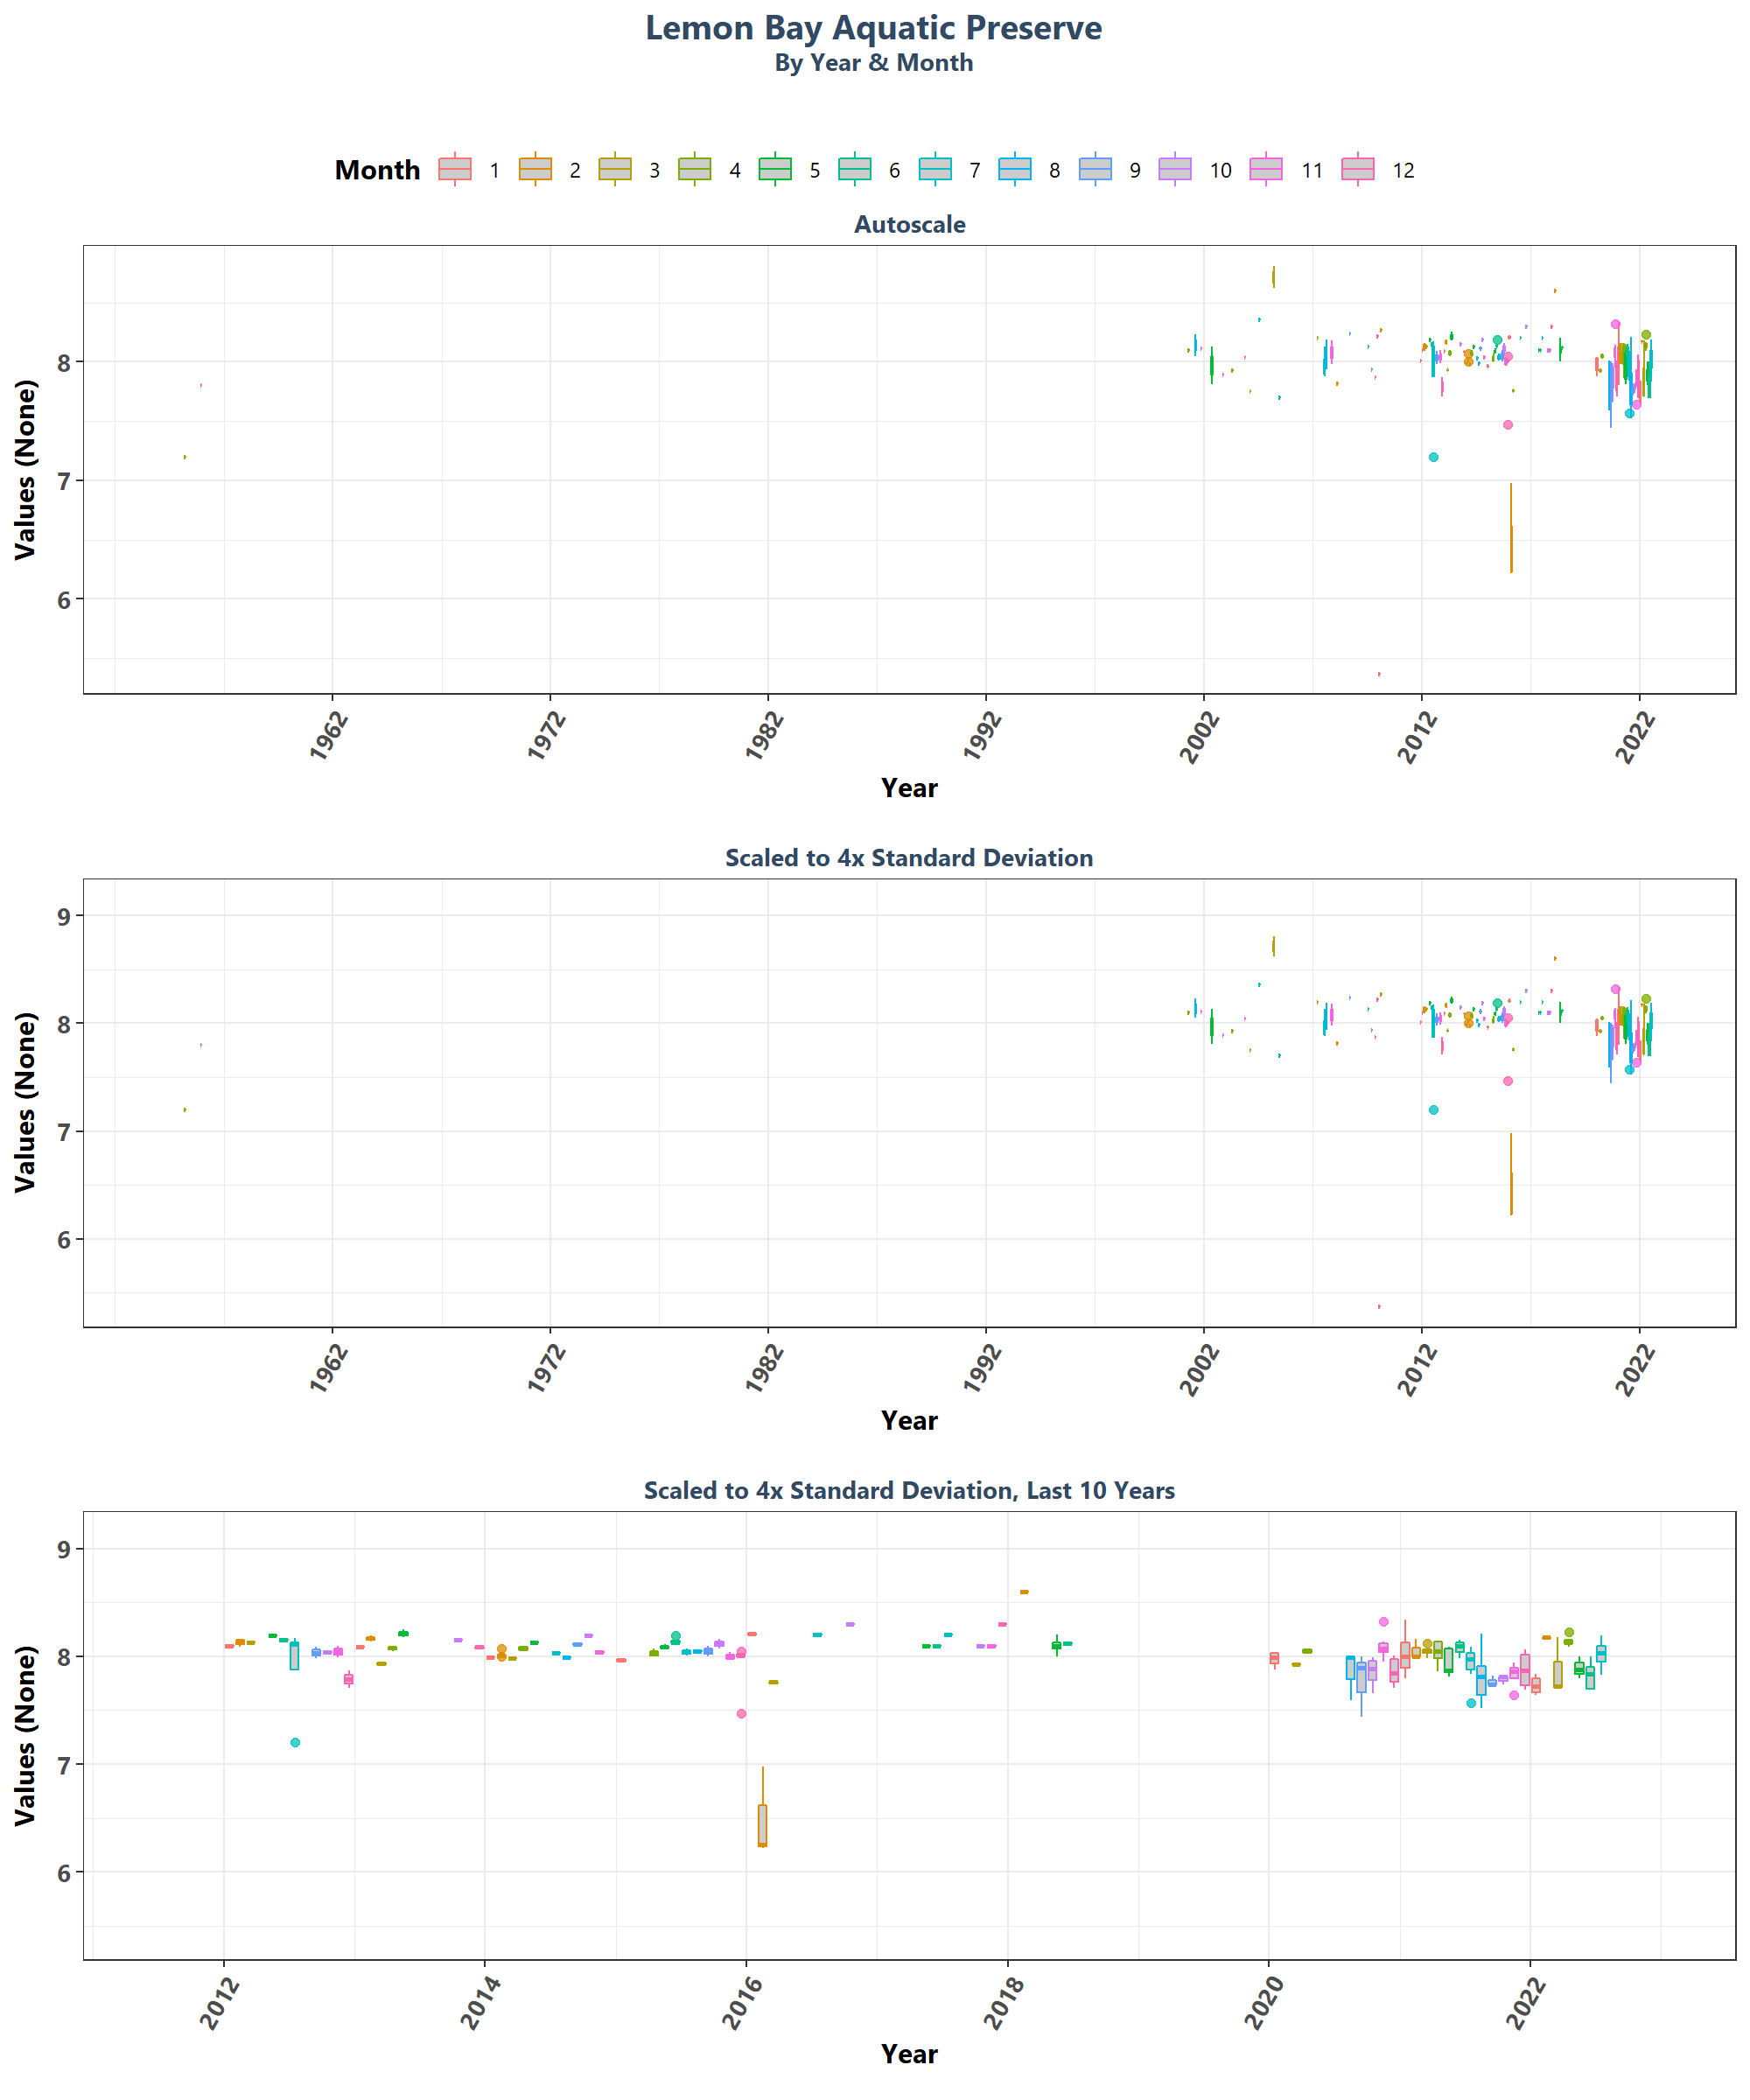 Lemon Bay Aquatic Preserve
By Year & Month
Month 1 2 3 4 5 6 7 8 9 10 11 12
Autoscale
Values (None)
8
7
6
1962 1972 1982 1992 2002 2012 2022
Year
Scaled to 4x Standard Deviation
Values (None)
9
8
7
6
1962 1972 1982 1992 2002 2012 2022
Year
Scaled to 4x Standard Deviation, Last 10 Years
Values (None)
9
8
7
6
2012 2014 2016 2018 2020 2022
Year